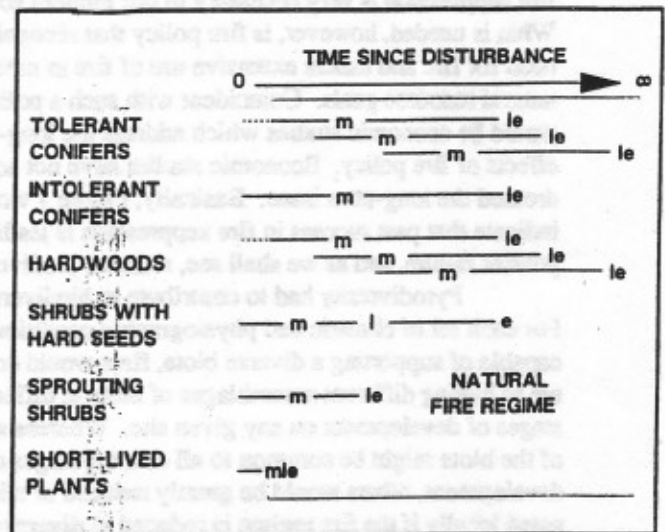 TIME SINCE DISTURBANCE
0 ∞
TOLERANT m le
m le
CONIFERS m le
INTOLERANT m le
CONIFERS
m le
HARDWOODS m le
m le
SHRUBS WITH m l e
HARD SEEDS
SPROUTING NATURAL
SHRUBS m le FIRE REGIME
SHORT LIVED mle
PLANTS